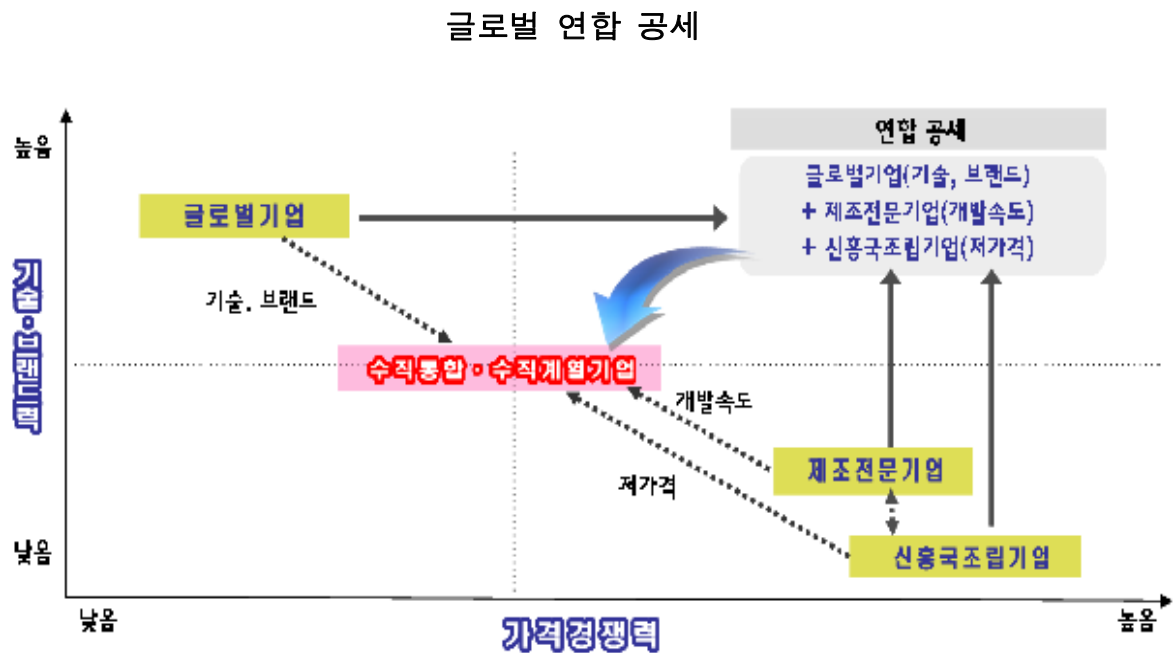 글로벌 연합 공세
높음
연합 공세
글로벌기업(기술, 브랜드)
+ 제조전문기업(개발속도)
+ 신흥국조립기업(저가격)
글로벌기업
기술·브랜드력
기술, 브랜드
수직통합·수직계열기업
개발속도
제조전문기업
저가격
신흥국조립기업
낮음
낮음
가격경쟁력
높음